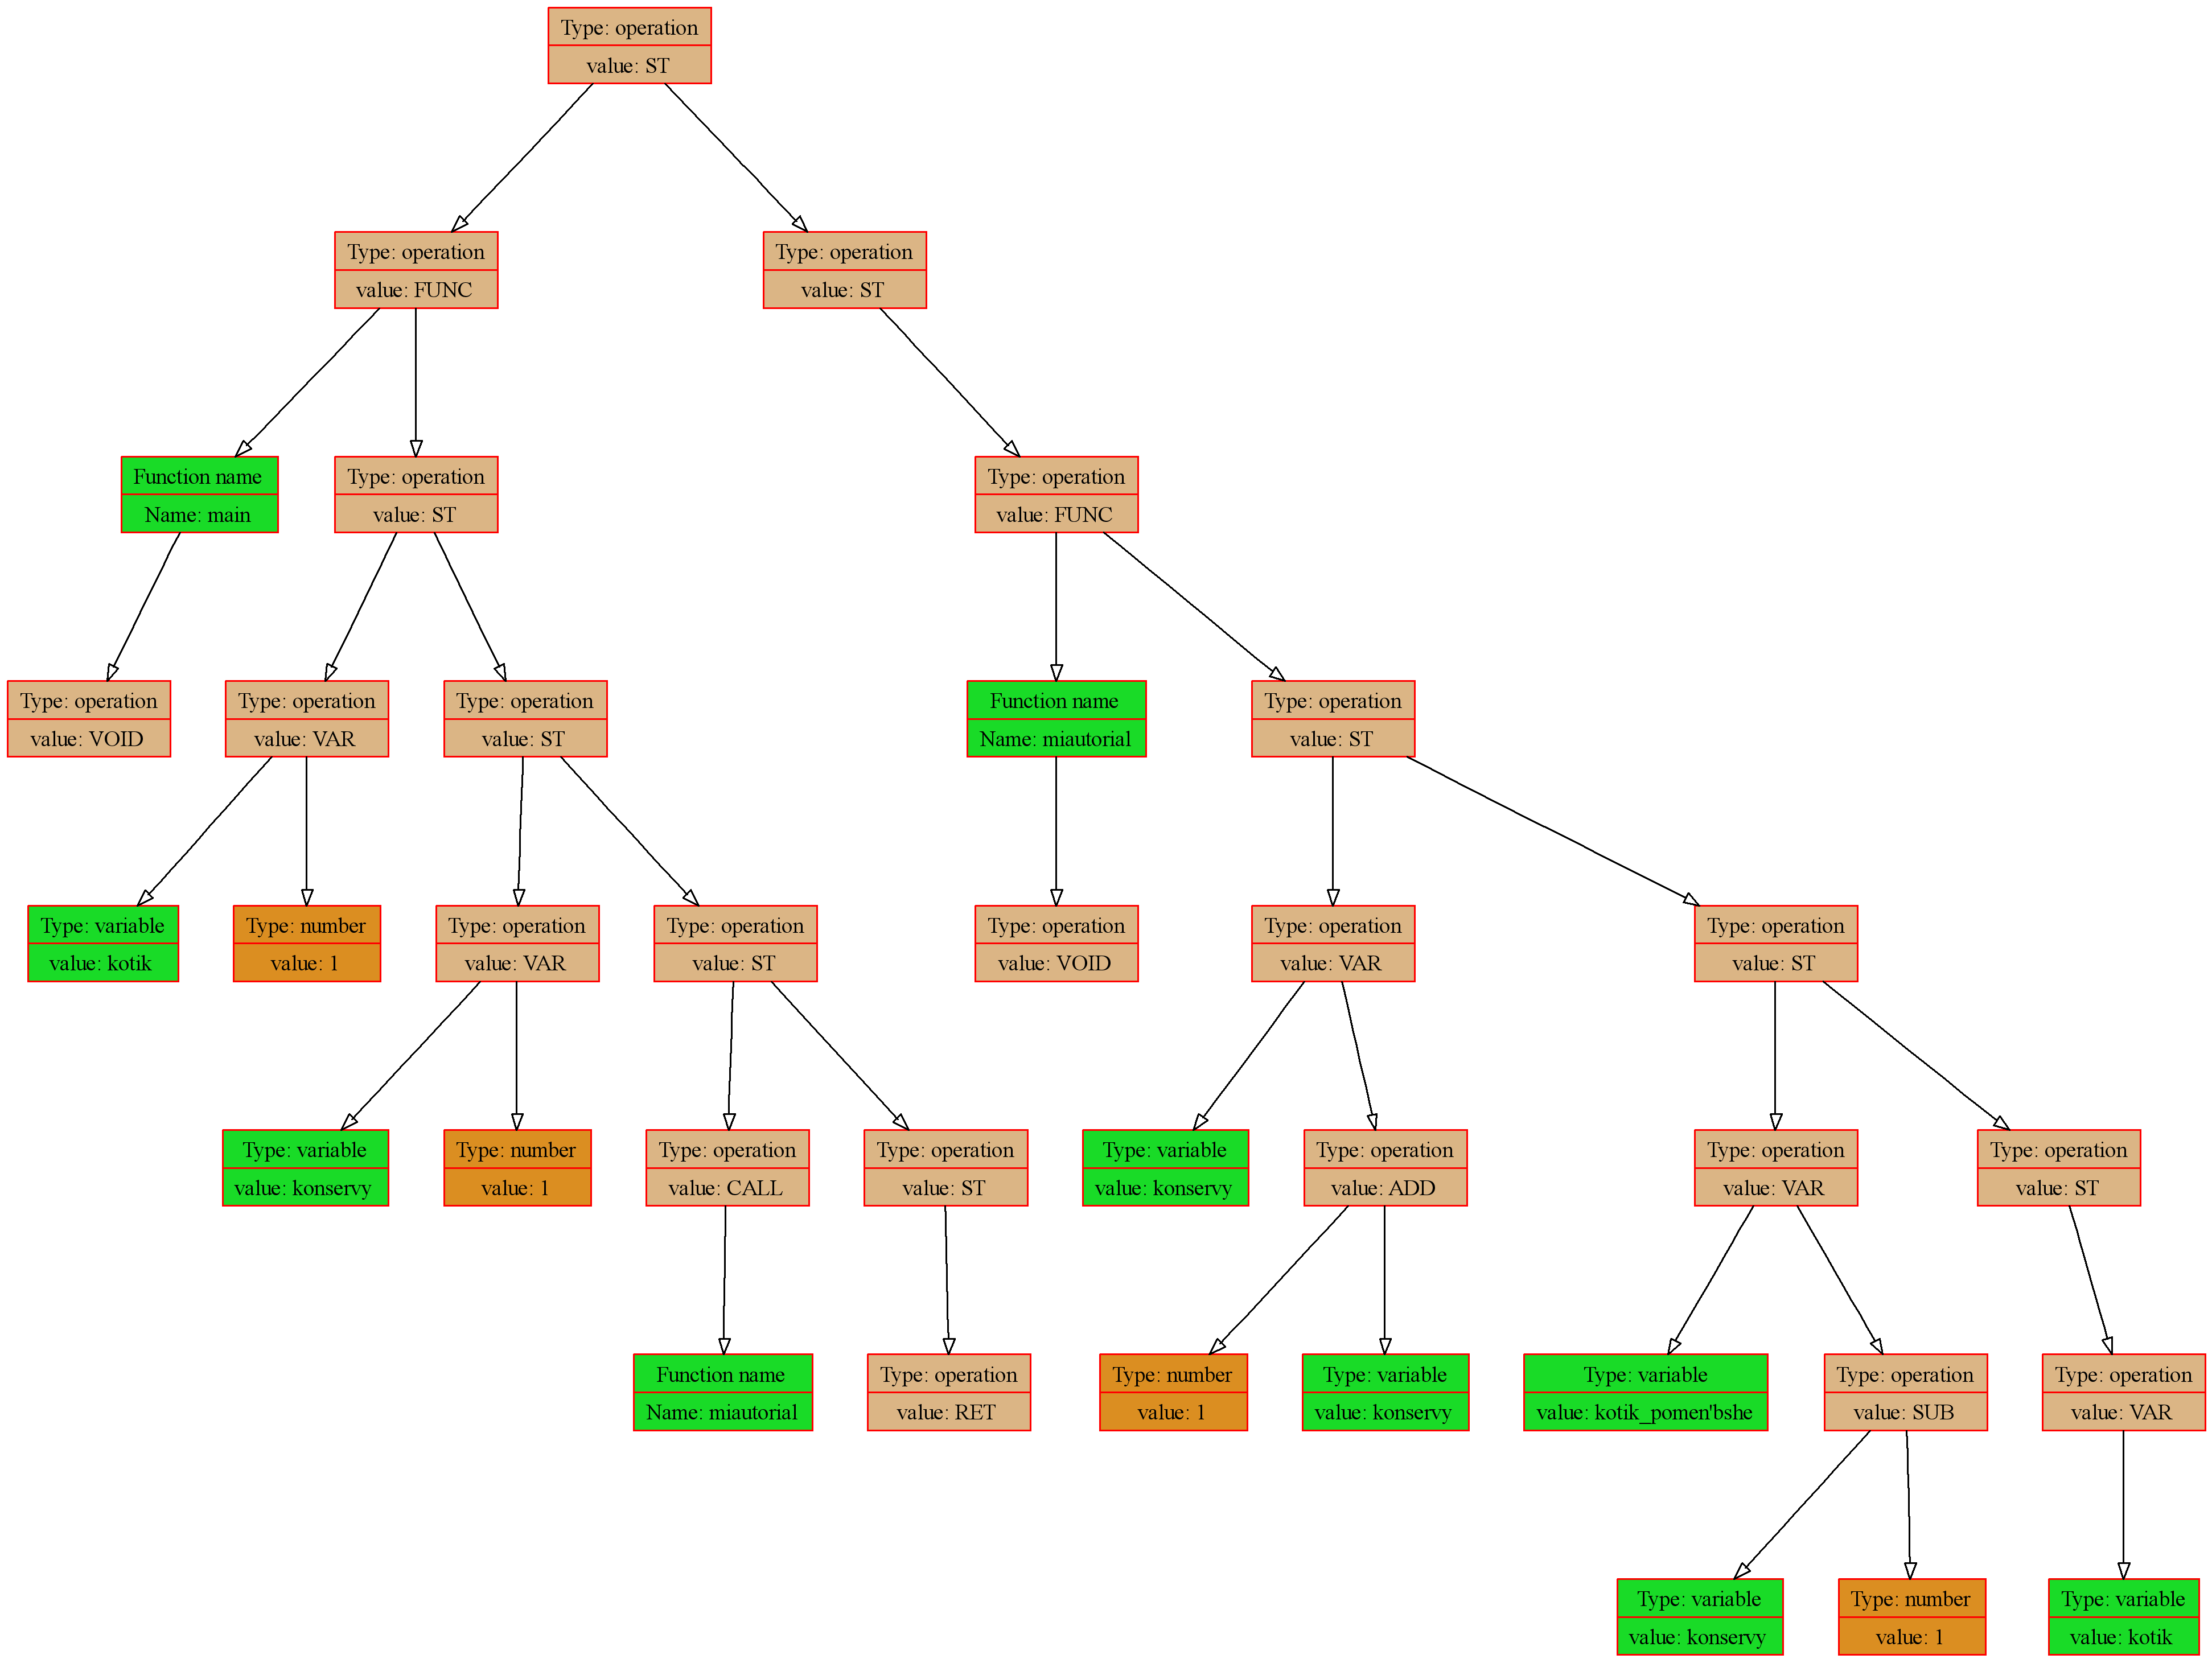 Type: operation
value: ST
Type: operation
value: FUNC
Type: operation
value: ST
Function name
Name: main
Type: operation
value: ST
Type: operation
value: FUNC
Type: operation
value: VOID
Type: operation
value: VAR
Type: operation
value: ST
Function name
Name: miautorial
Type: operation
value: ST
Type: variable
value: kotik
Type: number
value: 1
Type: operation
value: VAR
Type: operation
value: ST
Type: operation
value: VOID
Type: operation
value: VAR
Type: operation
value: ST
Type: variable
value: konservy
Type: number
value: 1
Type: operation
value: CALL
Type: operation
value: ST
Type: variable
value: konservy
Type: operation
value: ADD
Type: operation
value: VAR
Type: operation
value: ST
Function name
Name: miautorial
Type: operation
value: RET
Type: number
value: 1
Type: variable
value: konservy
Type: variable
value: kotik_pomen'bshe
Type: operation
value: SUB
Type: operation
value: VAR
Type: variable
value: konservy
Type: number
value: 1
Type: variable
value: kotik